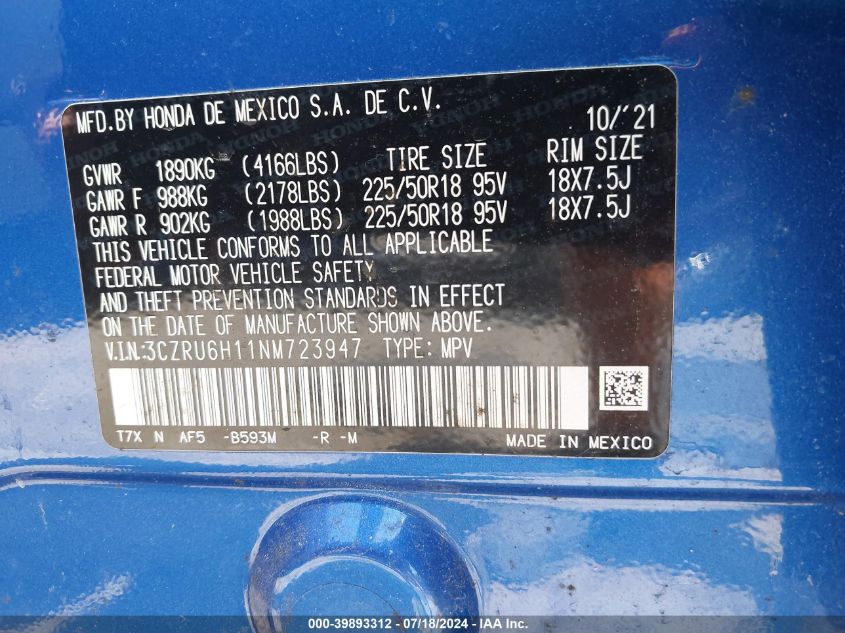 MFD.BY HONDA DE MEXICO S.A. DE C.V. 10/'21
GVWR 1890KG (4166LBS) TIRE SIZE RIM SIZE
GAWR F 988KG (2178LBS) 225/50R18 95V 18X7.5J
GAWR R 902KG (1988LBS) 225/50R18 95V 18X7.5J
THIS VEHICLE CONFORMS TO ALL APPLICABLE
FEDERAL MOTOR VEHICLE SAFETY
AND THEFT PREVENTION STANDARDS IN EFFECT
ON THE DATE OF MANUFACTURE SHOWN ABOVE.
V.I.N.:3CZRU6H11NM723947 TYPE: MPV
T7X N AF5 -B593M -R -M MADE IN MEXICO
000-39893312 - 07/18/2024 - IAA Inc.